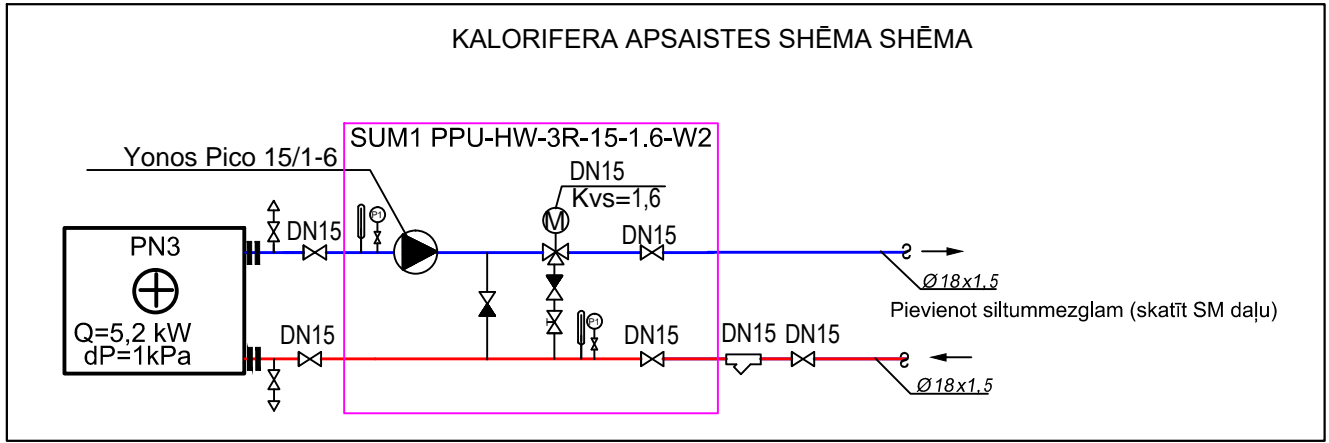 KALORIFERA APSAISTES SHĒMA SHĒMA
SUM1 PPU-HW-3R-15-1.6-W2
Yonos Pico 15/1-6
DN15
Kvs=1,6
M
P1
DN15
DN15
PN3
Q=5,2 kW
dP=1kPa
Ø18x1,5
Pievienot siltummezglam (skatīt SM daļu)
DN15
P1
DN15
DN15
DN15
Ø18x1,5